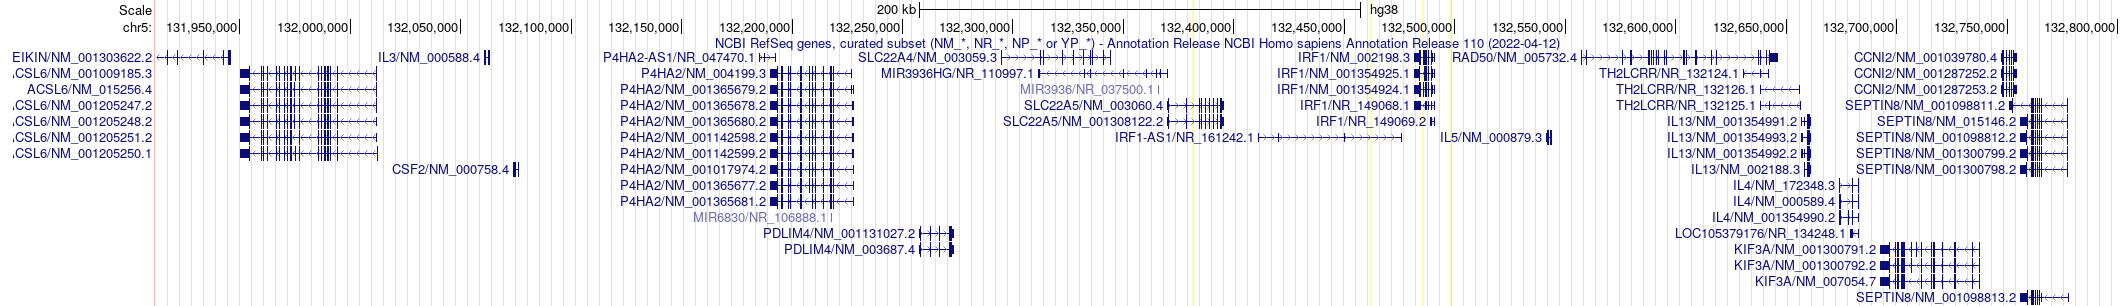 Scale 200 kb hg38
chr5: 131,950,000 132,000,000 132,050,000 132,100,000 132,150,000 132,200,000 132,250,000 132,300,000 132,350,000 132,400,000 132,450,000 132,500,000 132,550,000 132,600,000 132,650,000 132,700,000 132,750,000 132,800,000
NCBI RefSeq genes, curated subset (NM_*, NR_*, NP_* or YP_*) - Annotation Release NCBI Homo sapiens Annotation Release 110 (2022-04-12)
EIKIN/NM_001303622.2 IL3/NM_000588.4 P4HA2-AS1/NR_047470.1 SLC22A4/NM_003059.3 IRF1/NM_002198.3 RAD50/NM_005732.4 CCNI2/NM_001039780.4
CSL6/NM_001009185.3 P4HA2/NM_004199.3 MIR3936HG/NR_110997.1 IRF1/NM_001354925.1 TH2LCRR/NR_132124.1 CCNI2/NM_001287252.2
ACSL6/NM_015256.4 P4HA2/NM_001365679.2 MIR3936/NR_037500.1 IRF1/NM_001354924.1 TH2LCRR/NR_132126.1 CCNI2/NM_001287253.2
CSL6/NM_001205247.2 P4HA2/NM_001365678.2 SLC22A5/NM_003060.4 IRF1/NR_149068.1 TH2LCRR/NR_132125.1 SEPTIN8/NM_001098811.2
CSL6/NM_001205248.2 P4HA2/NM_001365680.2 SLC22A5/NM_001308122.2 IRF1/NR_149069.2 IL13/NM_001354991.2 SEPTIN8/NM_015146.2
CSL6/NM_001205251.2 P4HA2/NM_001142598.2 IRF1-AS1/NR_161242.1 IL5/NM_000879.3 IL13/NM_001354993.2 SEPTIN8/NM_001098812.2
CSL6/NM_001205250.1 P4HA2/NM_001142599.2 IL13/NM_001354992.2 SEPTIN8/NM_001300799.2
CSF2/NM_000758.4 P4HA2/NM_001017974.2 IL13/NM_002188.3 SEPTIN8/NM_001300798.2
P4HA2/NM_001365677.2 IL4/NM_172348.3
P4HA2/NM_001365681.2 IL4/NM_000589.4
MIR6830/NR_106888.1 IL4/NM_001354990.2
PDLIM4/NM_001131027.2 LOC105379176/NR_134248.1
PDLIM4/NM_003687.4 KIF3A/NM_001300791.2
KIF3A/NM_001300792.2
KIF3A/NM_007054.7
SEPTIN8/NM_001098813.2